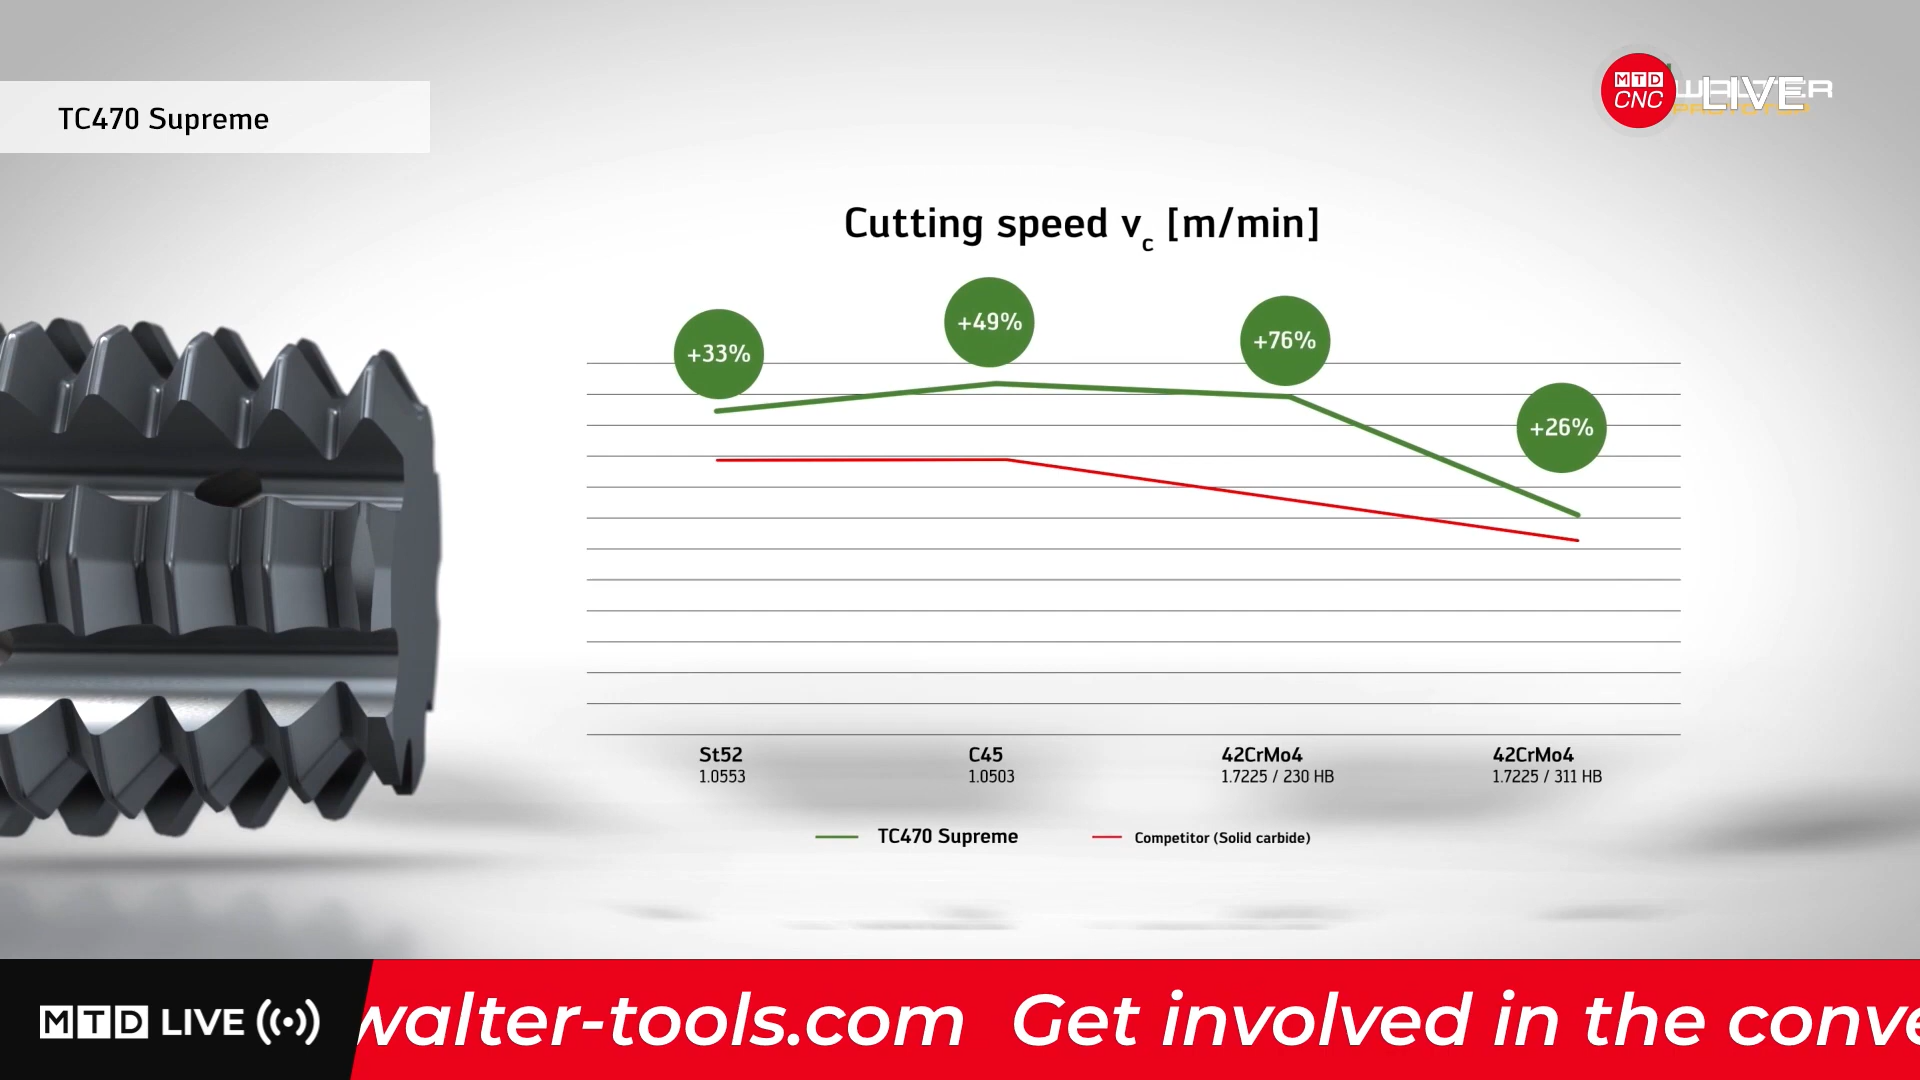 MTD
CNC
LIVE
TC470 Supreme
Cutting speed vc [m/min]
+33%
+49%
+76%
+26%
St52
1.0553
C45
1.0503
42CrMo4
1.7225 / 230 HB
42CrMo4
1.7225 / 311 HB
TC470 Supreme
Competitor (Solid carbide)
MTD LIVE
walter-tools.com Get involved in the conve